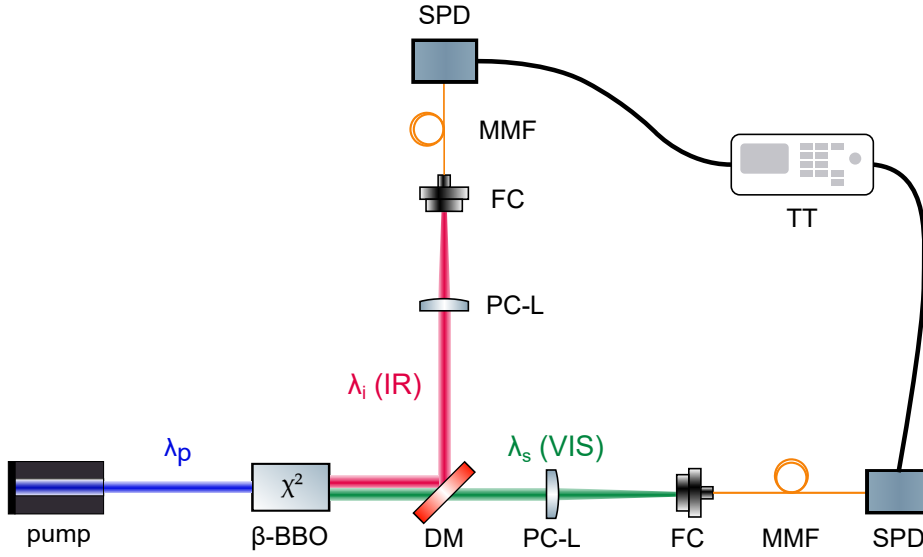 SPD
MMF
FC
TT
PC-L
λi (IR)
λp
λs (VIS)
χ²
pump
β-BBO
DM
PC-L
FC
MMF
SPD